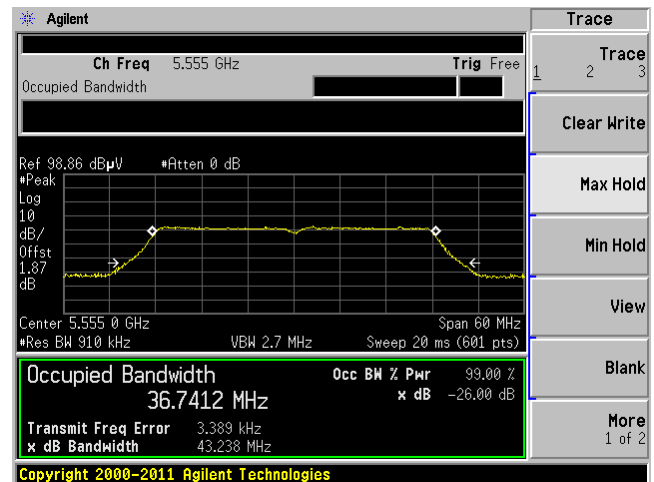 Agilent
Trace
Ch Freq 5.555 GHz Trig Free
Occupied Bandwidth
Trace
1 2 3
Clear Write
Max Hold
Min Hold
View
Blank
More
1 of 2
Ref 98.86 dBµV #Atten 0 dB
#Peak
Log
10
dB/
Offst
1.87
dB
Center 5.555 0 GHz Span 60 MHz
#Res BW 910 kHz VBW 2.7 MHz Sweep 20 ms (601 pts)
Occupied Bandwidth Occ BW % Pwr 99.00 %
36.7412 MHz x dB -26.00 dB
Transmit Freq Error 3.389 kHz
x dB Bandwidth 43.238 MHz
Copyright 2000-2011 Agilent Technologies